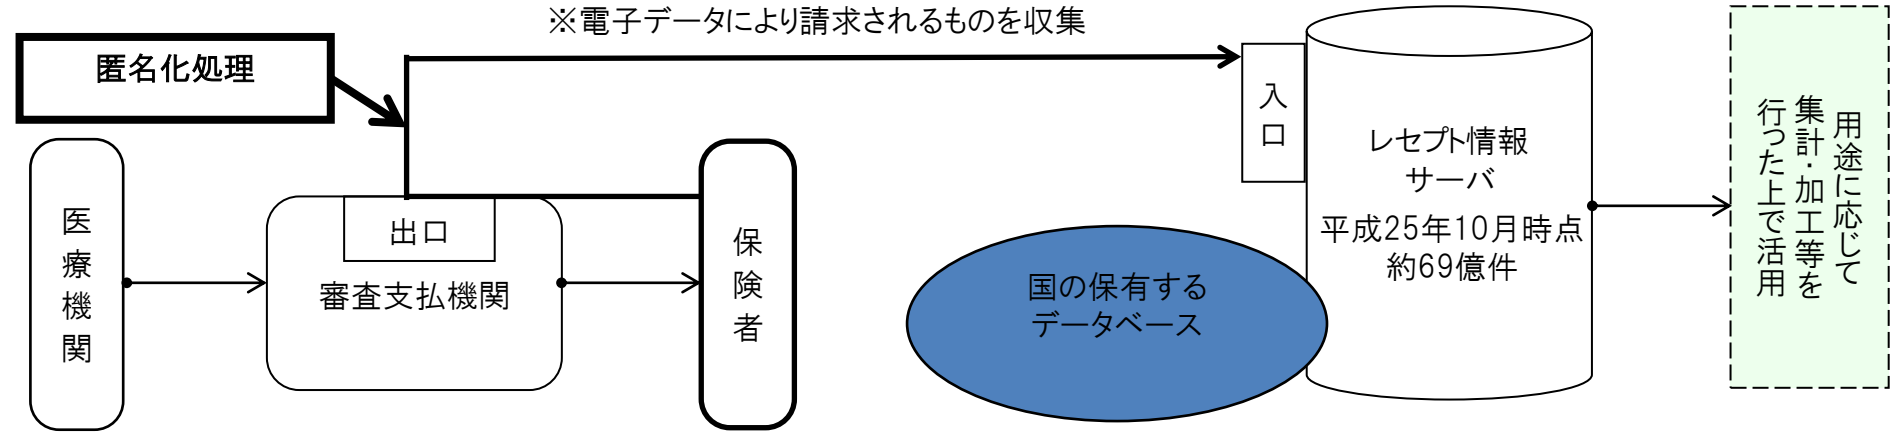 ※電子データにより請求されるものを収集
匿名化処理
医療機関
出口
審査支払機関
保険者
入口
レセプト情報
サーバ
平成25年10月時点
約69億件
国の保有する
データベース
用途に応じて
集計・加工等を
行った上で活用